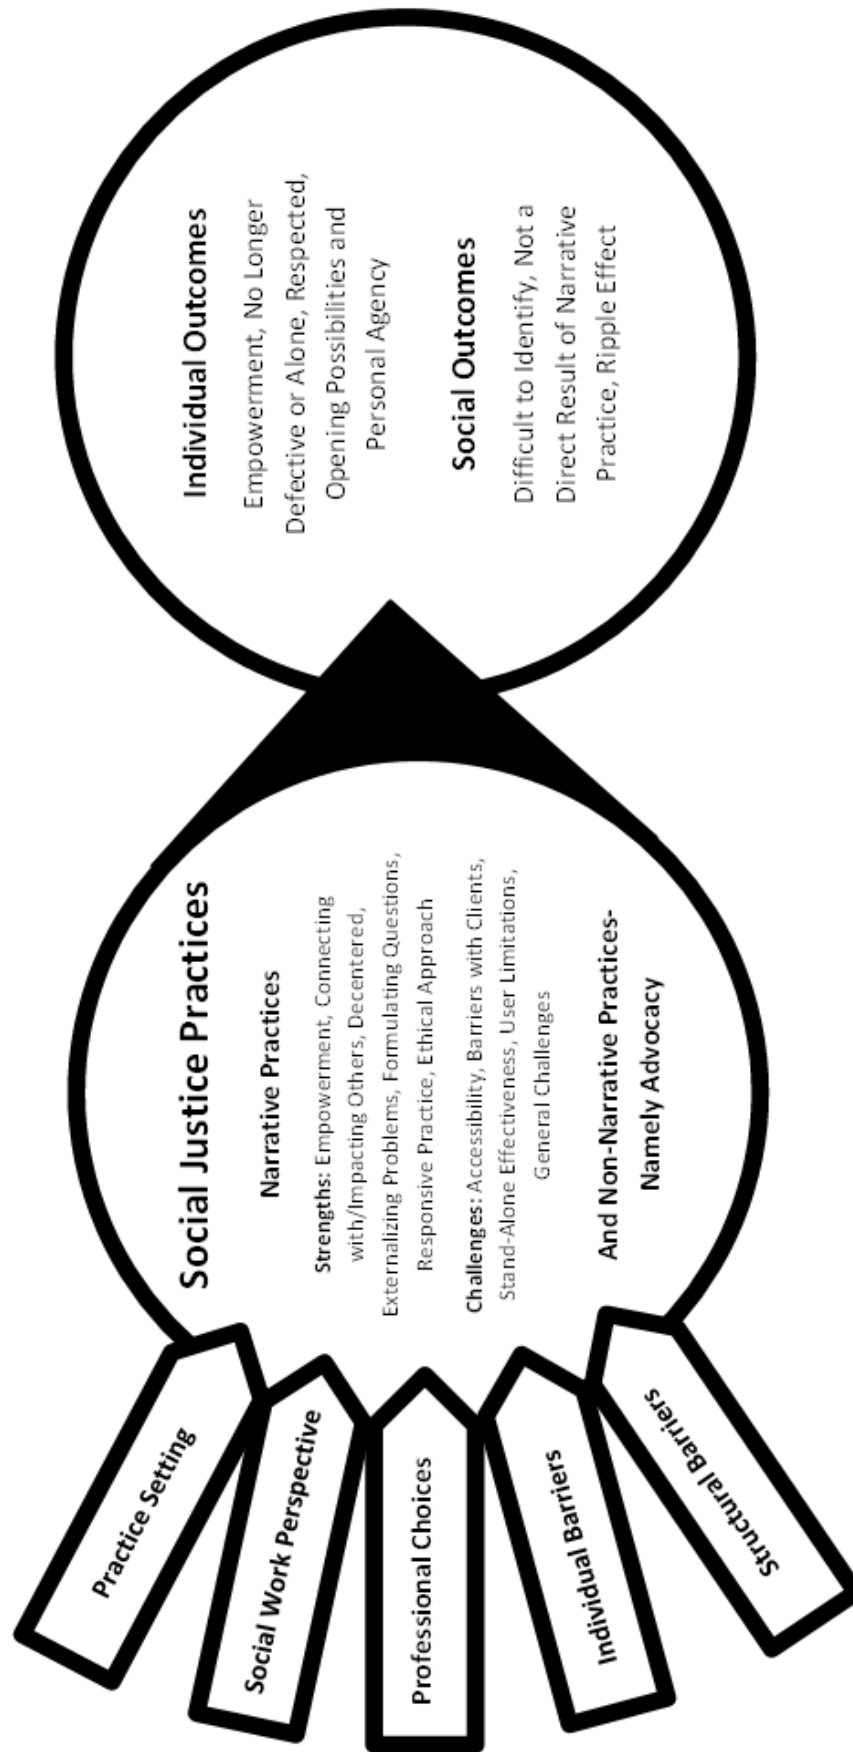 Practice Setting
Social Work Perspective
Professional Choices
Individual Barriers
Structural Barriers
Social Justice Practices
Narrative Practices
Strengths: Empowerment, Connecting
with/Impacting Others, Decentered,
Externalizing Problems, Formulating Questions,
Responsive Practice, Ethical Approach
Challenges: Accessibility, Barriers with Clients,
Stand-Alone Effectiveness, User Limitations,
General Challenges
And Non-Narrative Practices-
Namely Advocacy
Individual Outcomes
Empowerment, No Longer
Defective or Alone, Respected,
Opening Possibilities and
Personal Agency
Social Outcomes
Difficult to Identify, Not a
Direct Result of Narrative
Practice, Ripple Effect